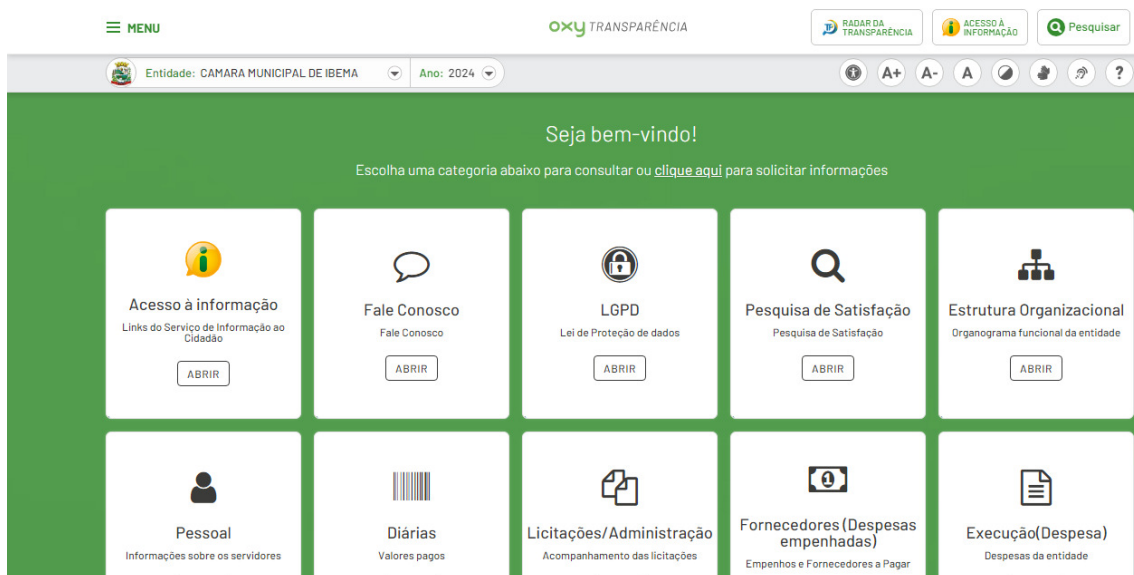 MENU
OXY TRANSPARÊNCIA
RADAR DA
TRANSPARÊNCIA
ACESSO À
INFORMAÇÃO
Pesquisar
Entidade: CAMARA MUNICIPAL DE IBEMA
Ano: 2024
A+
A-
A
?
Seja bem-vindo!
Escolha uma categoria abaixo para consultar ou clique aqui para solicitar informações
Acesso à informação
Links do Serviço de Informação ao
Cidadão
ABRIR
Fale Conosco
Fale Conosco
ABRIR
LGPD
Lei de Proteção de dados
ABRIR
Pesquisa de Satisfação
Pesquisa de Satisfação
ABRIR
Estrutura Organizacional
Organograma funcional da entidade
ABRIR
Pessoal
Informações sobre os servidores
Diárias
Valores pagos
Licitações/Administração
Acompanhamento das licitações
Fornecedores (Despesas
empenhadas)
Empenhos e Fornecedores a Pagar
Execução(Despesa)
Despesas da entidade